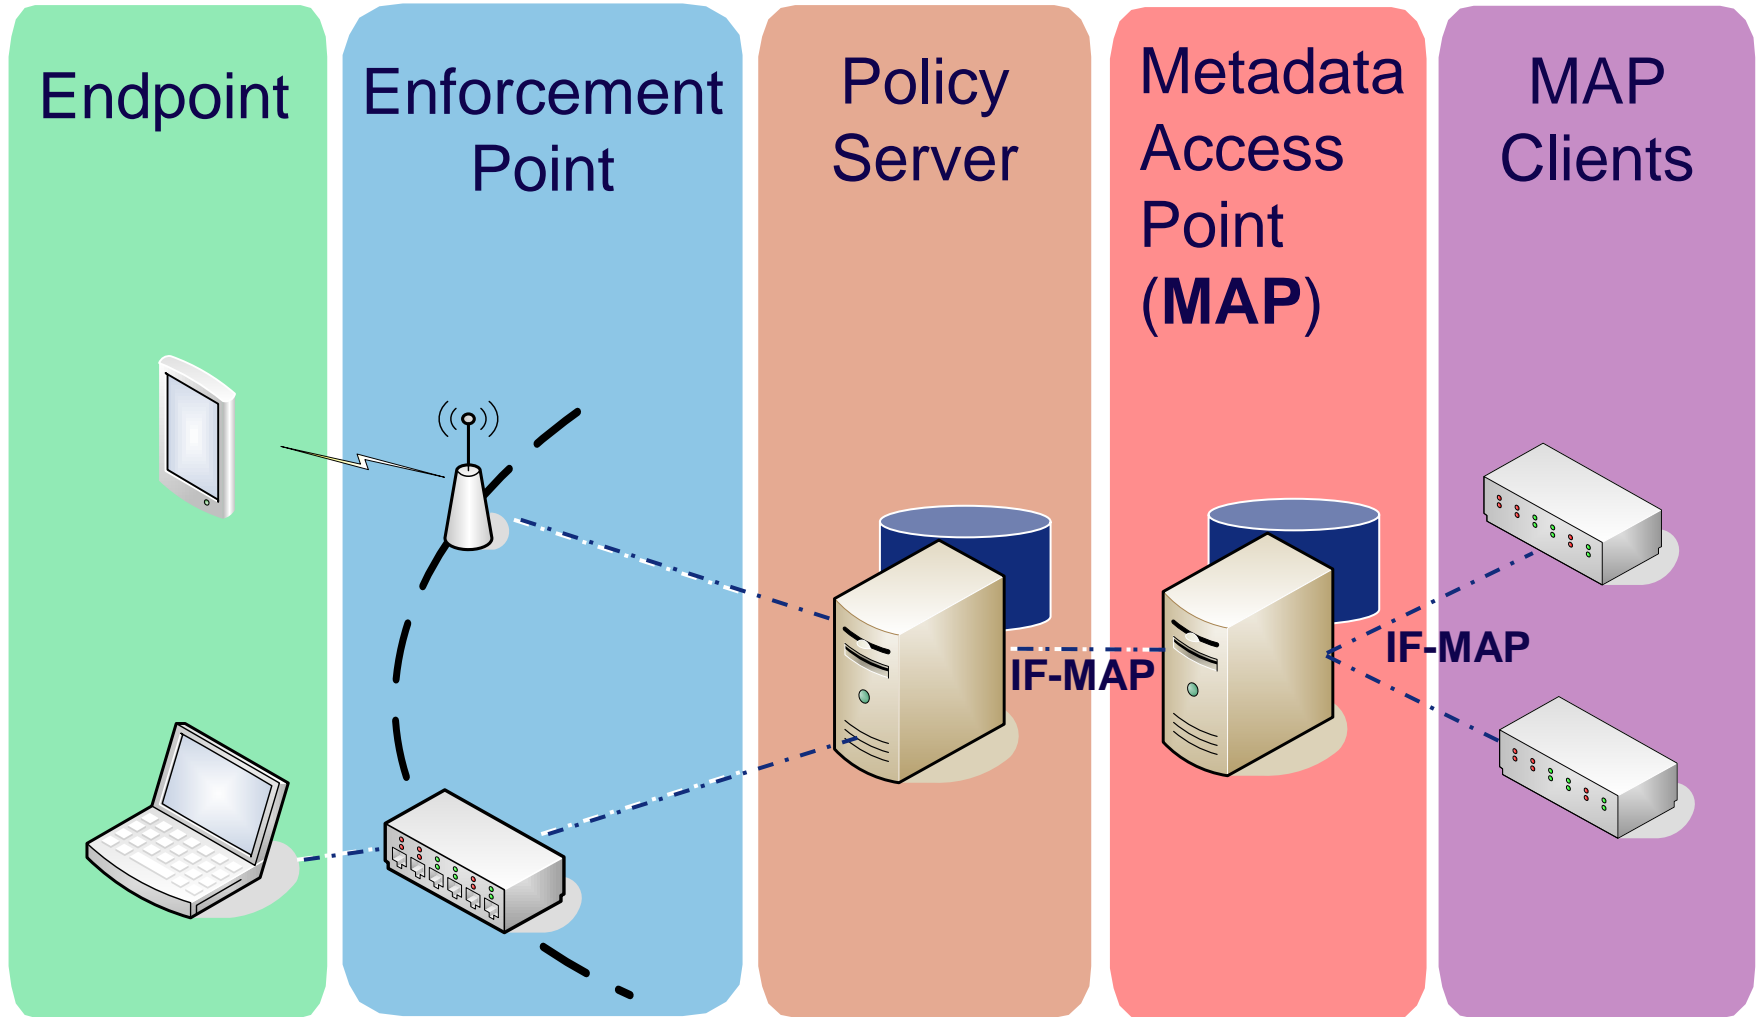 Endpoint
Enforcement
Point
Policy
Server
Metadata
Access
Point
(MAP)
MAP
Clients
IF-MAP
IF-MAP